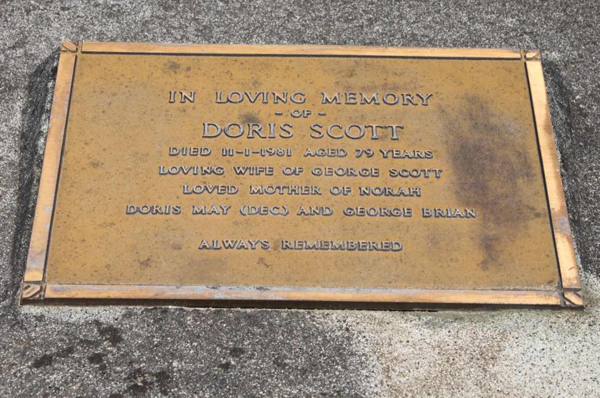 IN LOVING MEMORY
- OF -
DORIS SCOTT
DIED 11-1-1981 AGED 79 YEARS
LOVING WIFE OF GEORGE SCOTT
LOVED MOTHER OF NORAH
DORIS MAY (DEC) AND GEORGE BRIAN
ALWAYS REMEMBERED